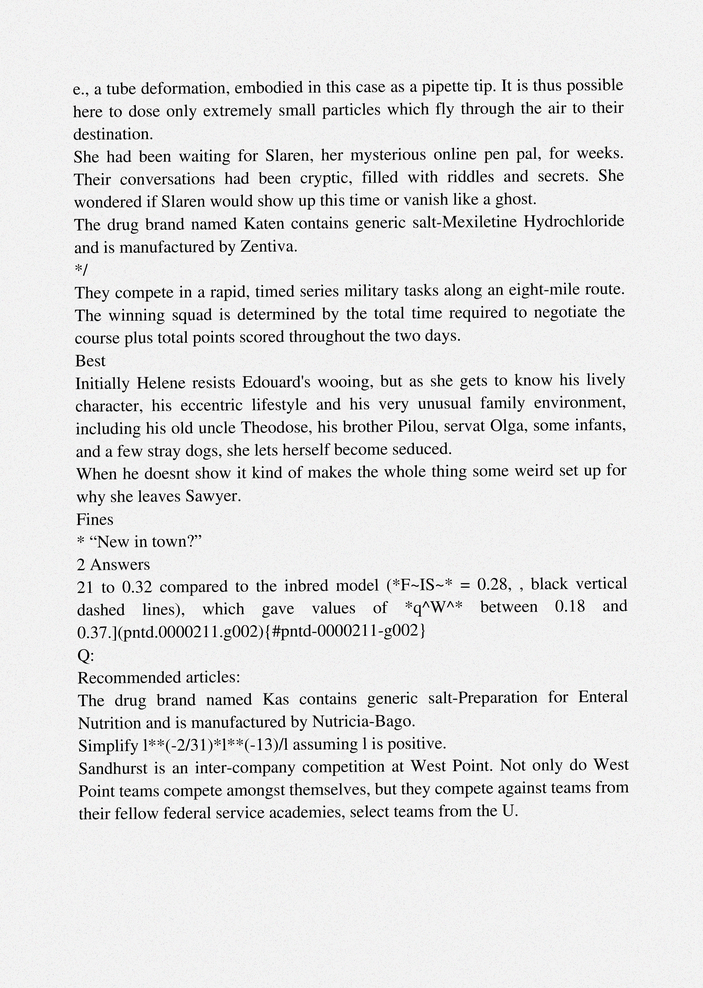 e., a tube deformation, embodied in this case as a pipette tip. It is thus possible
here to dose only extremely small particles which fly through the air to their
destination.
She had been waiting for Slaren, her mysterious online pen pal, for weeks.
Their conversations had been cryptic, filled with riddles and secrets. She
wondered if Slaren would show up this time or vanish like a ghost.
The drug brand named Katen contains generic salt-Mexiletine Hydrochloride
and is manufactured by Zentiva.
*/
They compete in a rapid, timed series military tasks along an eight-mile route.
The winning squad is determined by the total time required to negotiate the
course plus total points scored throughout the two days.
Best
Initially Helene resists Edouard's wooing, but as she gets to know his lively
character, his eccentric lifestyle and his very unusual family environment,
including his old uncle Theodose, his brother Pilou, servat Olga, some infants,
and a few stray dogs, she lets herself become seduced.
When he doesnt show it kind of makes the whole thing some weird set up for
why she leaves Sawyer.
Fines
* “New in town?”
2 Answers
21 to 0.32 compared to the inbred model (*F~IS~* = 0.28, , black vertical
dashed lines), which gave values of *q^W^* between 0.18 and
0.37.](pntd.0000211.g002){#pntd-0000211-g002}
Q:
Recommended articles:
The drug brand named Kas contains generic salt-Preparation for Enteral
Nutrition and is manufactured by Nutricia-Bago.
Simplify l**(-2/31)*l**(-13)/l assuming l is positive.
Sandhurst is an inter-company competition at West Point. Not only do West
Point teams compete amongst themselves, but they compete against teams from
their fellow federal service academies, select teams from the U.